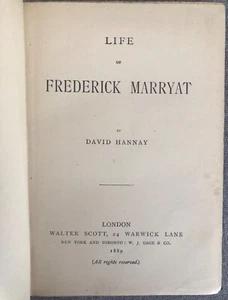 LIFE
OF
FREDERICK MARRYAT
BY
DAVID HANNAY
LONDON
WALTER SCOTT, 24 WARWICK LANE
NEW YORK AND TORONTO: W. J. GAGE & CO.
1889
(All rights reserved.)